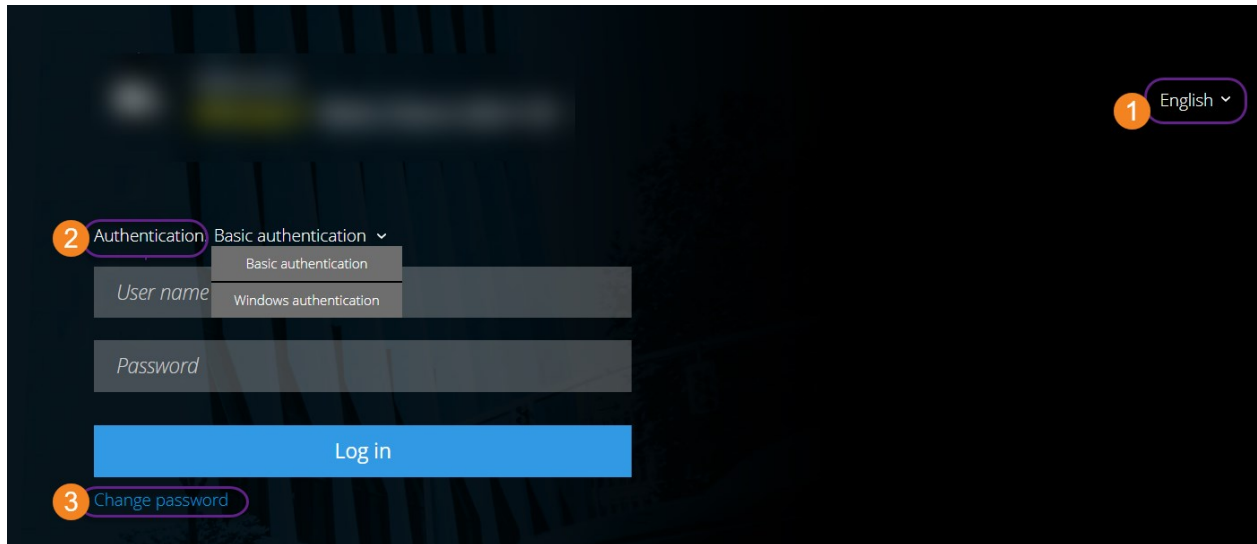 1 English
2 Authentication: Basic authentication
Basic authentication
User name
Windows authentication
Password
Log in
3 Change password